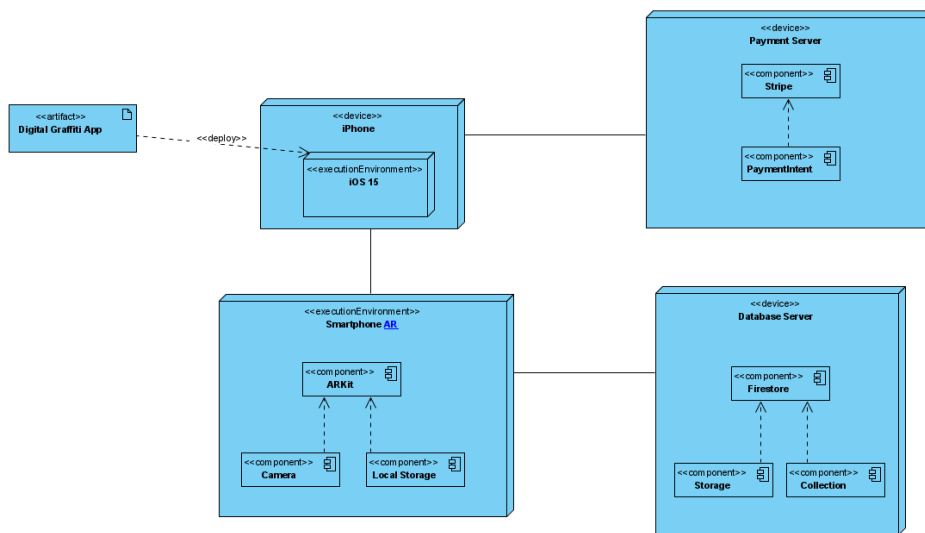 <<device>>
Payment Server
<<component>>
Stripe
<<component>>
PaymentIntent
<<artifact>>
Digital Graffiti App
<<deploy>>
<<device>>
iPhone
<<executionEnvironment>>
iOS 15
<<executionEnvironment>>
Smartphone AR
<<component>>
ARKit
<<component>>
Camera
<<component>>
Local Storage
<<device>>
Database Server
<<component>>
Firestore
<<component>>
Storage
<<component>>
Collection